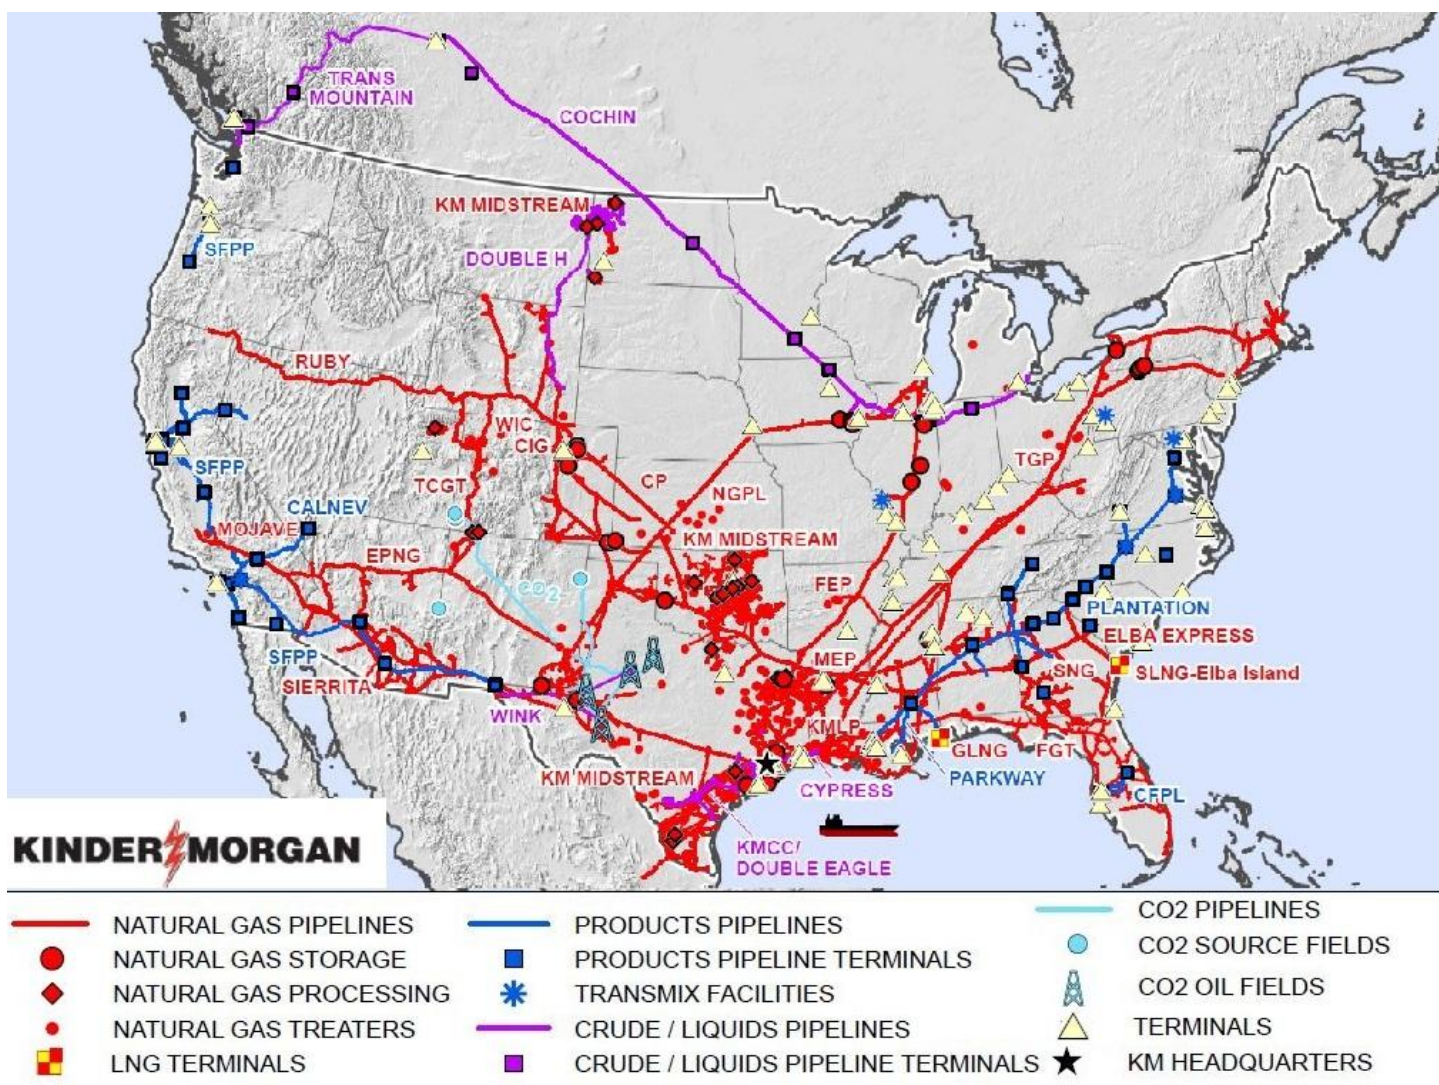 TRANS
MOUNTAIN
COCHIN
KM MIDSTREAM
SFPP
DOUBLE H
RUBY
WIC
CIG
SFPP
TCGT
CP
NGPL
TGP
CALNEV
MOJAVE
EPNG
KM MIDSTREAM
CO2
FEP
PLANTATION
ELBA EXPRESS
SFPP
SIERRITA
MEP
SNG
SLNG-Elba Island
WINK
KMLP
GLNG
FGT
KM MIDSTREAM
PARKWAY
CYPRESS
CFPL
KMCC/
DOUBLE EAGLE
KINDER MORGAN
NATURAL GAS PIPELINES
NATURAL GAS STORAGE
NATURAL GAS PROCESSING
NATURAL GAS TREATERS
LNG TERMINALS
PRODUCTS PIPELINES
PRODUCTS PIPELINE TERMINALS
TRANSMIX FACILITIES
CRUDE / LIQUIDS PIPELINES
CRUDE / LIQUIDS PIPELINE TERMINALS
CO2 PIPELINES
CO2 SOURCE FIELDS
CO2 OIL FIELDS
TERMINALS
KM HEADQUARTERS